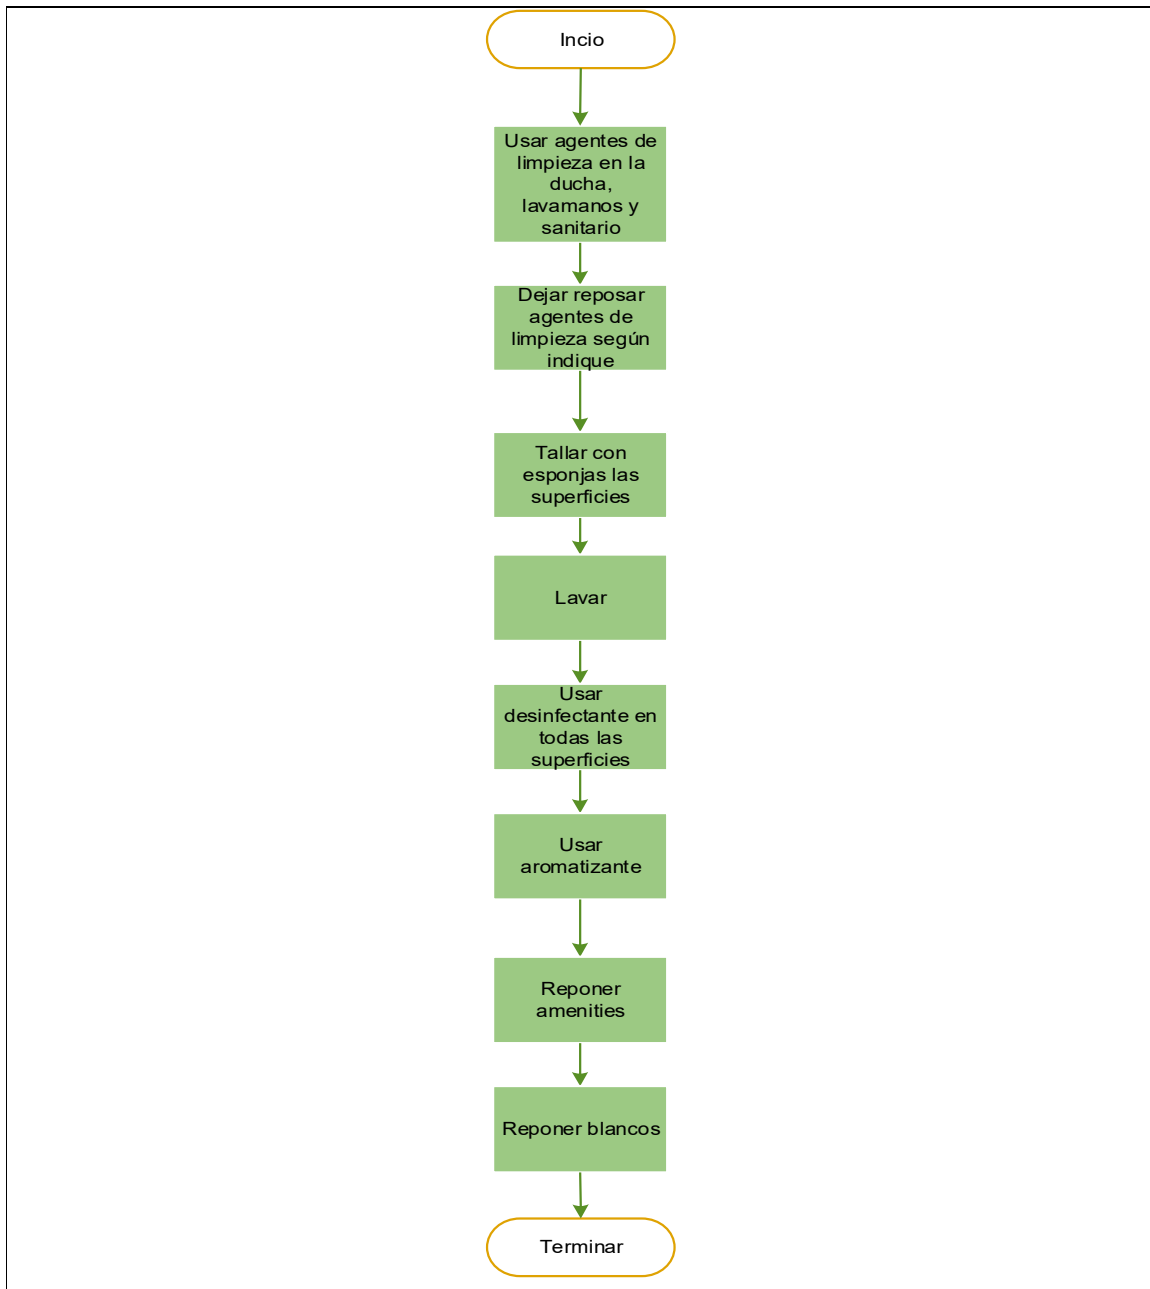 Incio
Usar agentes de
limpieza en la
ducha,
lavamanos y
sanitario
Dejar reposar
agentes de
limpieza según
indique
Tallar con
esponjas las
superficies
Lavar
Usar
desinfectante en
todas las
superficies
Usar
aromatizante
Reponer
amenities
Reponer blancos
Terminar